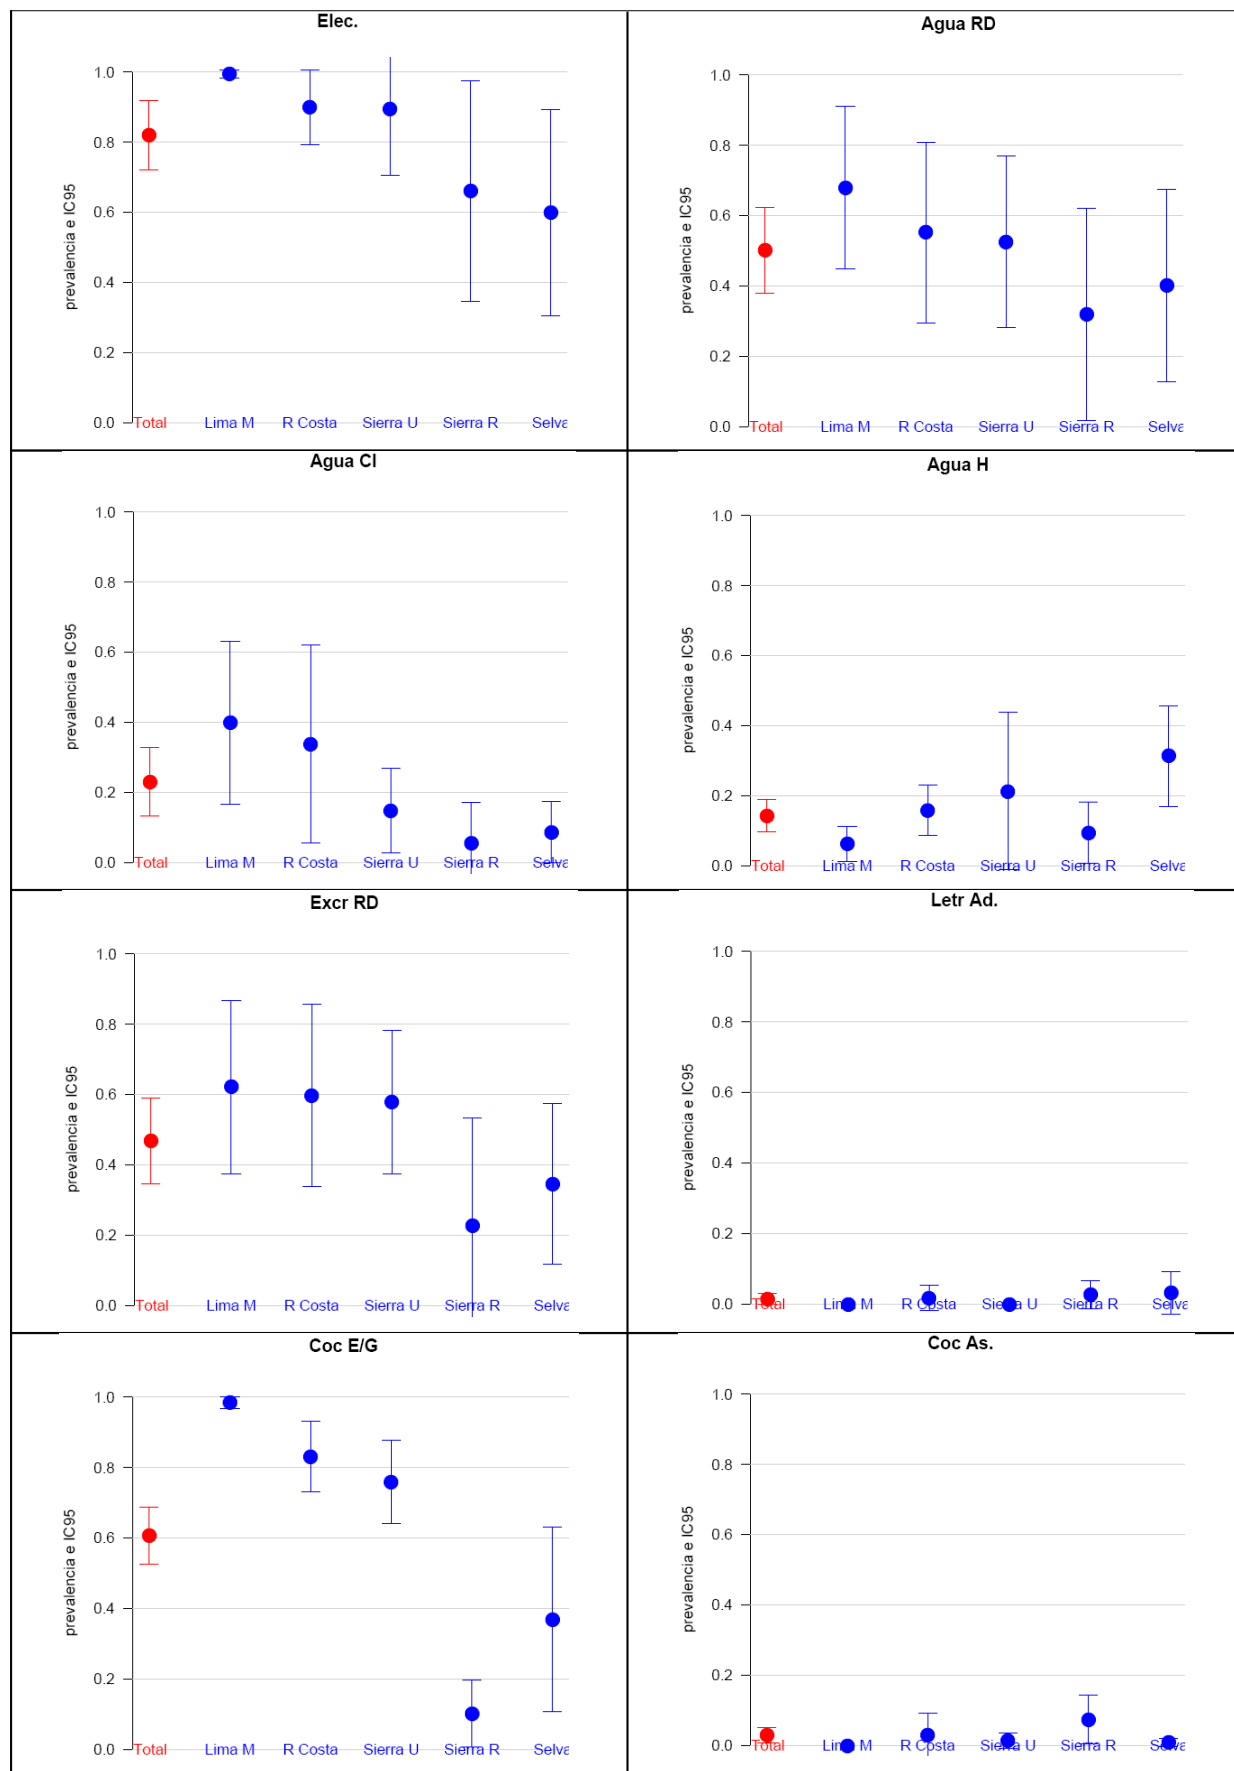 Elec.
prevalencia e IC95
1.0
0.8
0.6
0.4
0.2
0.0
Total Lima M R Costa Sierra U Sierra R Selva
Agua RD
prevalencia e IC95
1.0
0.8
0.6
0.4
0.2
0.0
Total Lima M R Costa Sierra U Sierra R Selva
Agua Cl
prevalencia e IC95
1.0
0.8
0.6
0.4
0.2
0.0
Total Lima M R Costa Sierra U Sierra R Selva
Agua H
prevalencia e IC95
1.0
0.8
0.6
0.4
0.2
0.0
Total Lima M R Costa Sierra U Sierra R Selva
Excr RD
prevalencia e IC95
1.0
0.8
0.6
0.4
0.2
0.0
Total Lima M R Costa Sierra U Sierra R Selva
Letr Ad.
prevalencia e IC95
1.0
0.8
0.6
0.4
0.2
0.0
Total Lima M R Costa Sierra U Sierra R Selva
Coc E/G
prevalencia e IC95
1.0
0.8
0.6
0.4
0.2
0.0
Total Lima M R Costa Sierra U Sierra R Selva
Coc As.
prevalencia e IC95
1.0
0.8
0.6
0.4
0.2
0.0
Total Lima M R Costa Sierra U Sierra R Selva